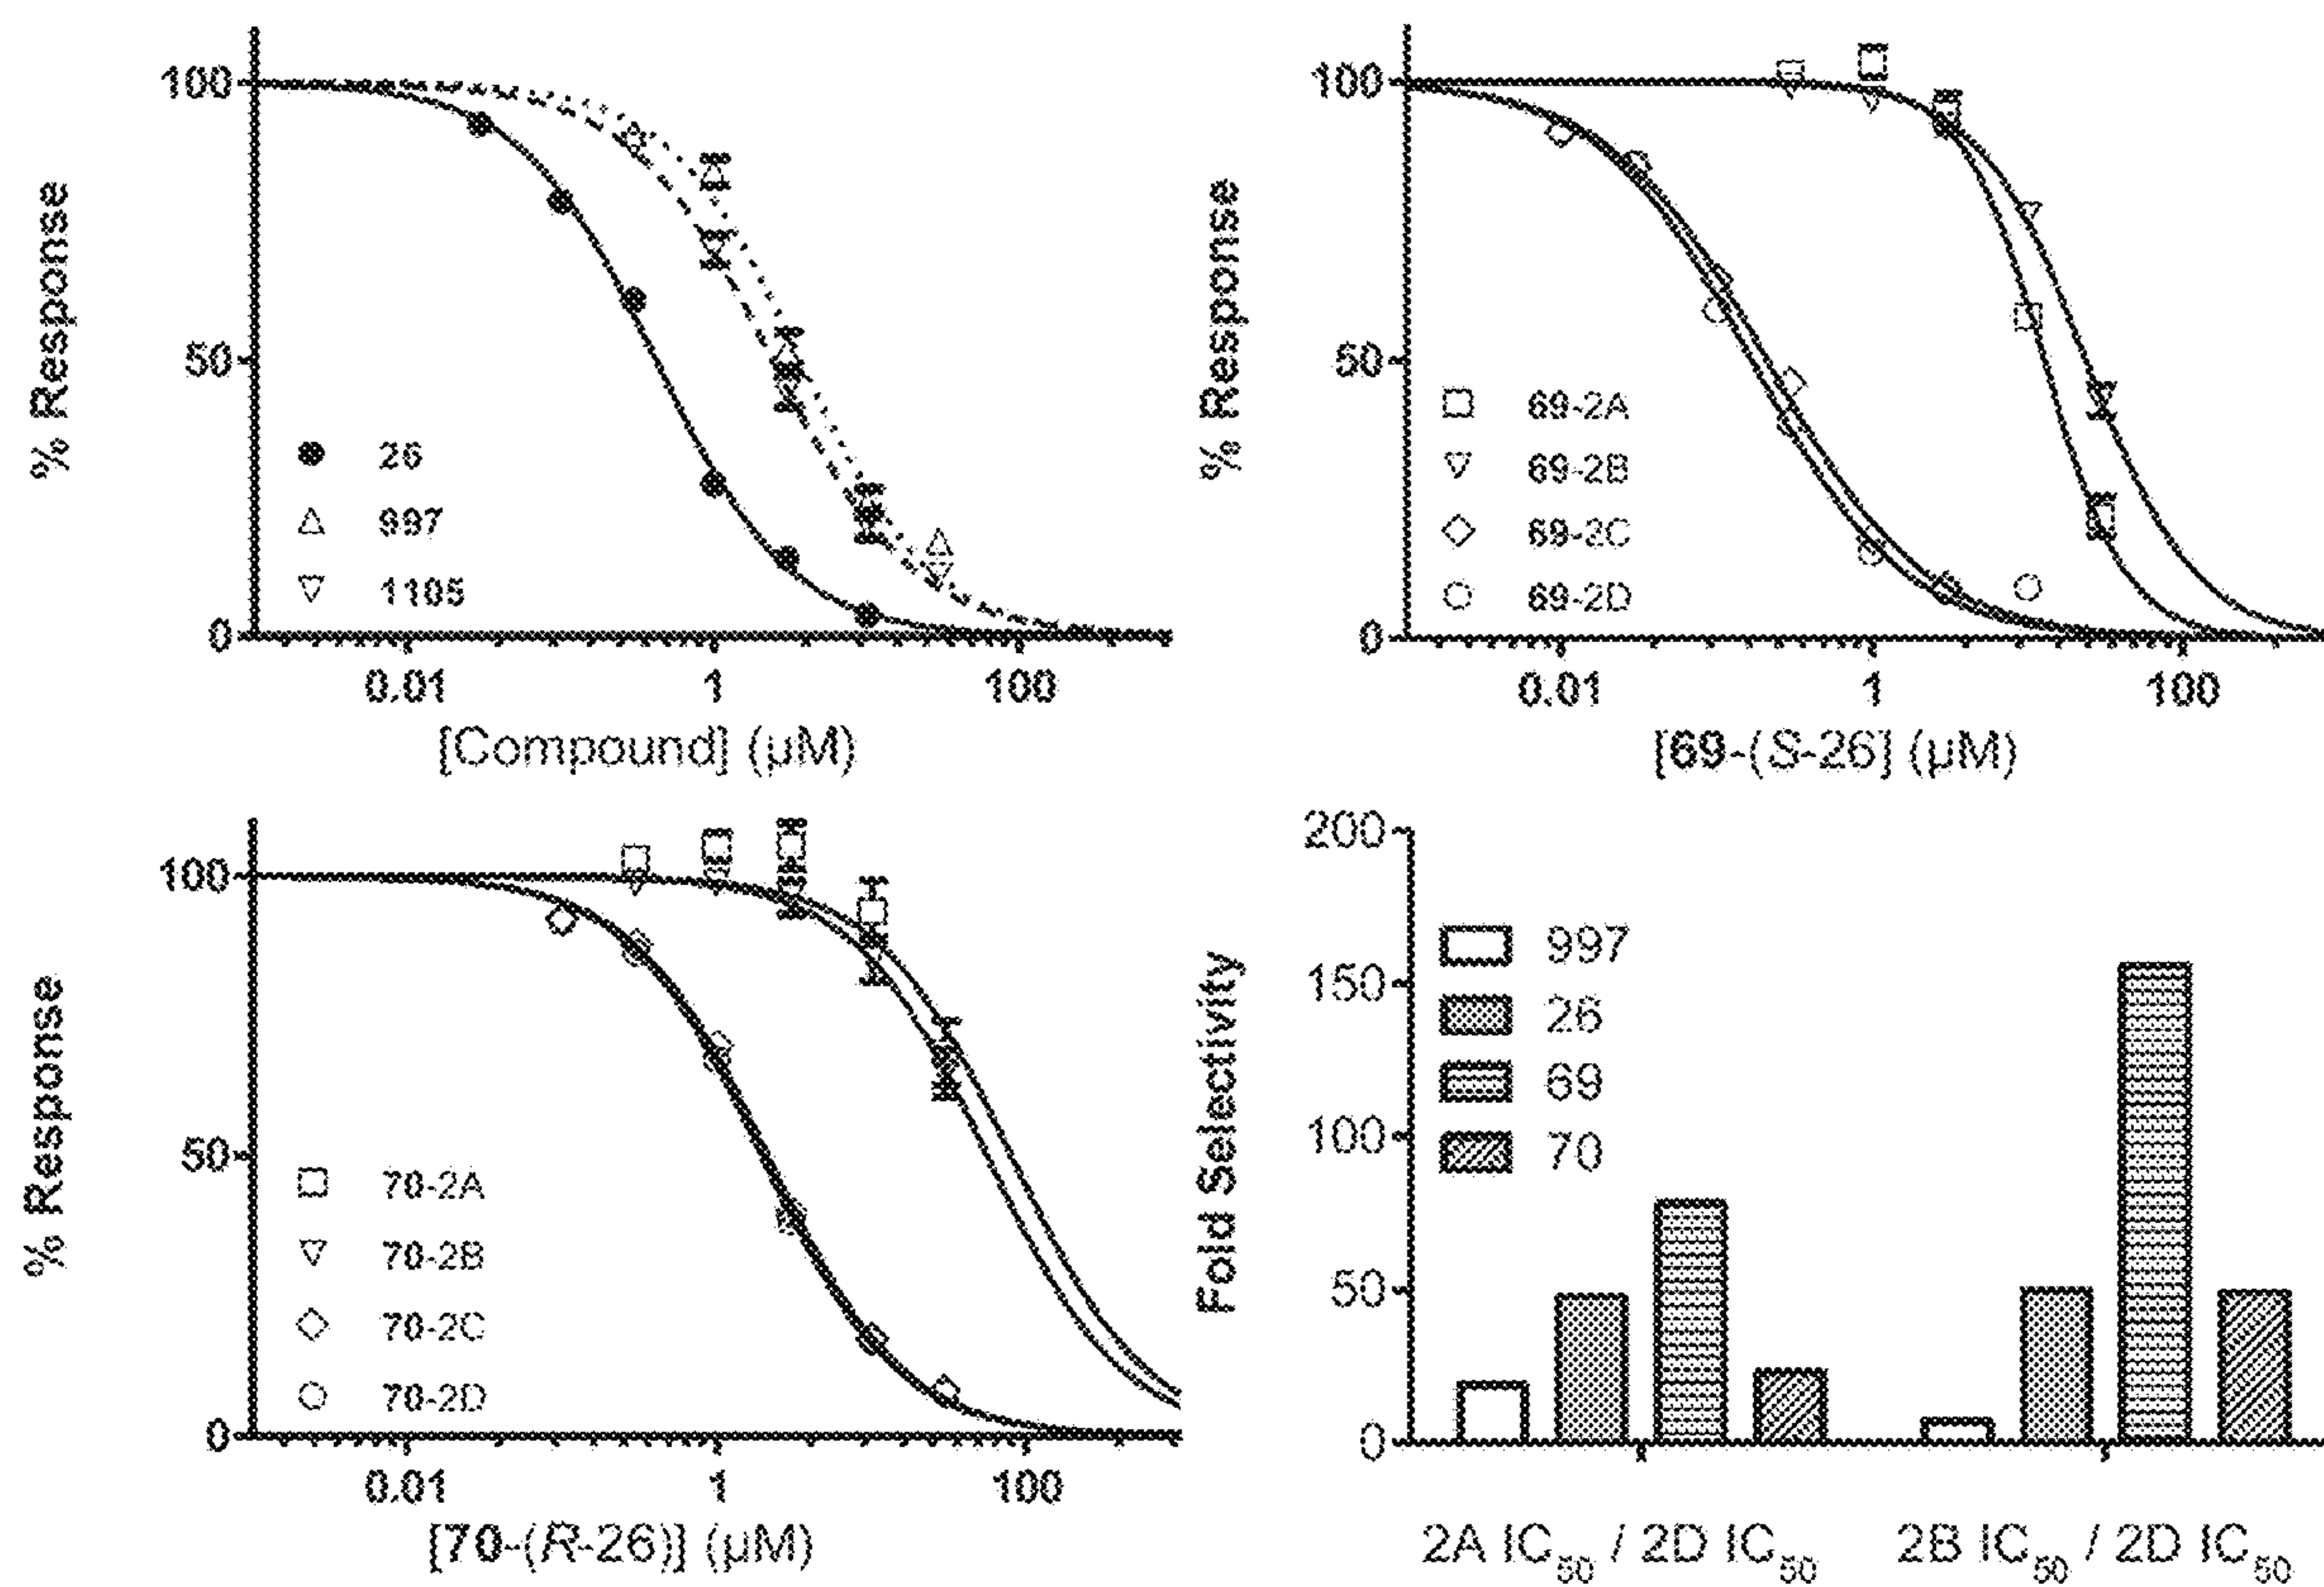 % Response
100
50
0
26
997
1105
0.01 1 100
[Compound] (μM)
% Response
100
50
0
69-2A
69-2B
69-2C
69-2D
0.01 1 100
[69-(S-26] (μM)
% Response
100
50
0
70-2A
70-2B
70-2C
70-2D
0.01 1 100
[70-(R-26)] (μM)
Fold Selectivity
200
150
100
50
0
997
26
69
70
2A IC50 / 2D IC50 2B IC50 / 2D IC50